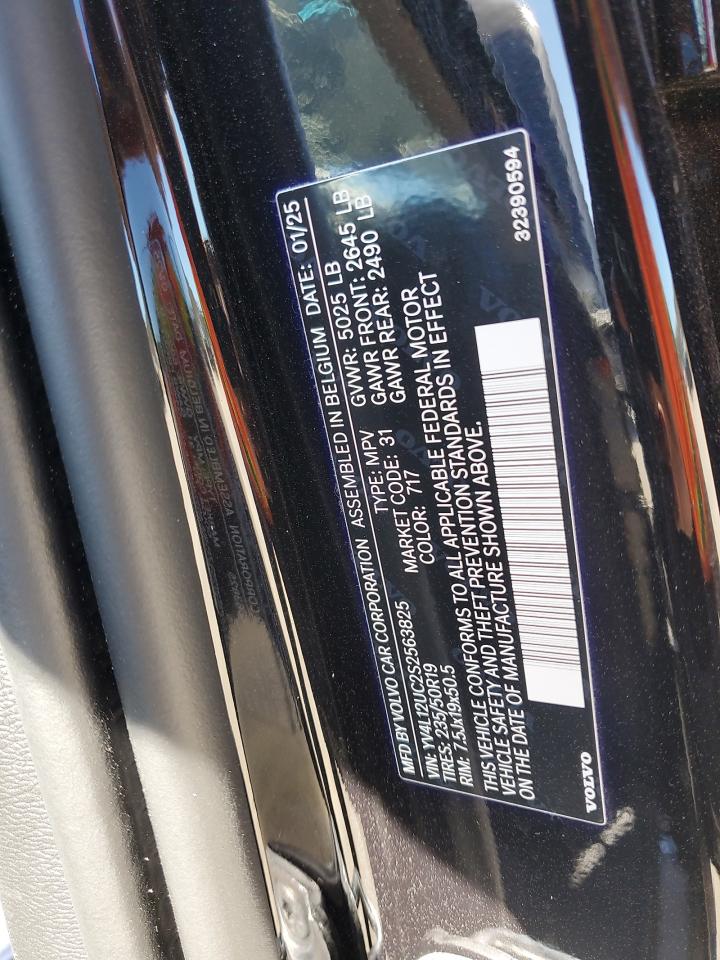 MFD BY VOLVO CAR CORPORATION ASSEMBLED IN BELGIUM DATE: 01/25
VIN: YV4L12UC2S2563825 TYPE: MPV GVWR: 5025 LB
TIRES: 235/50R19 MARKET CODE: 31 GAWR FRONT: 2645 LB
RIM: 7.5Jx19x50.5 COLOR: 717 GAWR REAR: 2490 LB
THIS VEHICLE CONFORMS TO ALL APPLICABLE FEDERAL MOTOR
VEHICLE SAFETY AND THEFT PREVENTION STANDARDS IN EFFECT
ON THE DATE OF MANUFACTURE SHOWN ABOVE.
VOLVO 32390594